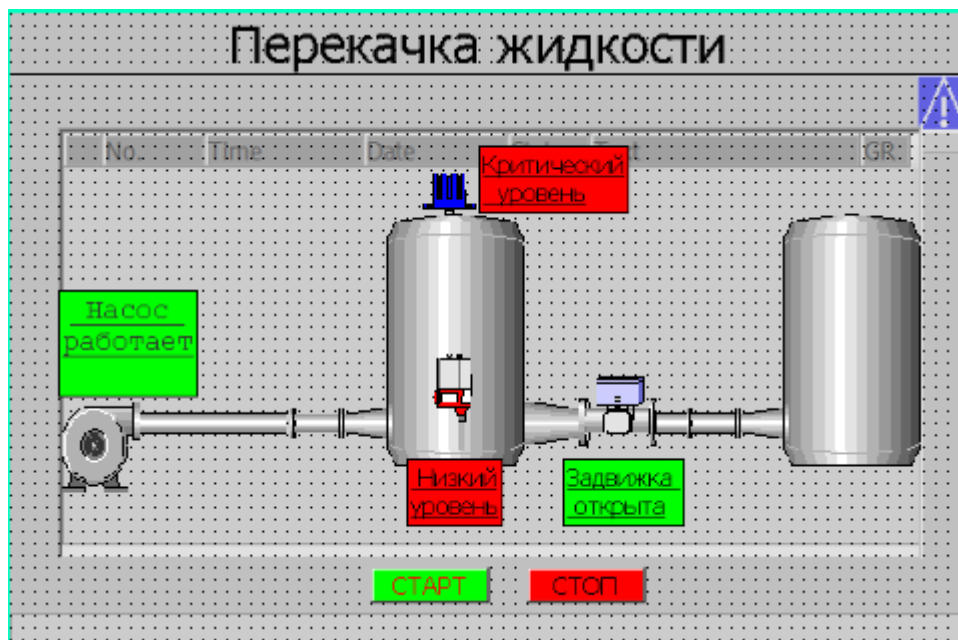 Перекачка жидкости
No. Time Date GR
Критический
уровень
Насос
работает
Низкий
уровень
Задвижка
открыта
СТАРТ СТОП